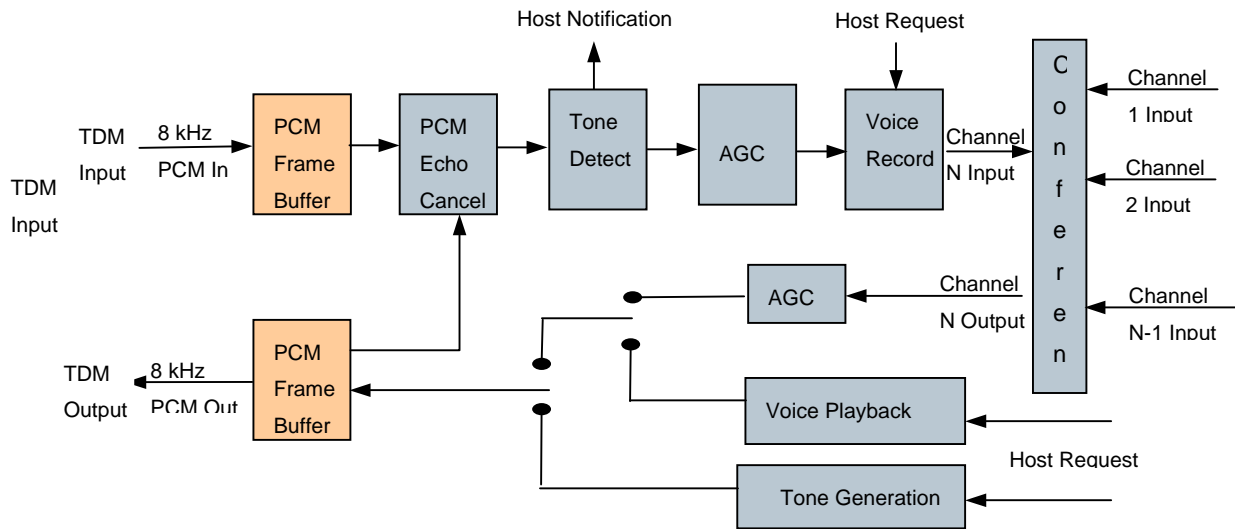 Host Notification
Host Request
TDM
Input
TDM
Input
8 kHz
PCM In
PCM
Frame
Buffer
PCM
Echo
Cancel
Tone
Detect
AGC
Voice
Record
Channel
N Input
C
o
n
f
e
r
e
n
Channel
1 Input
Channel
2 Input
Channel
N-1 Input
AGC
Channel
N Output
TDM
Output
8 kHz
PCM Out
PCM
Frame
Buffer
Voice Playback
Host Request
Tone Generation